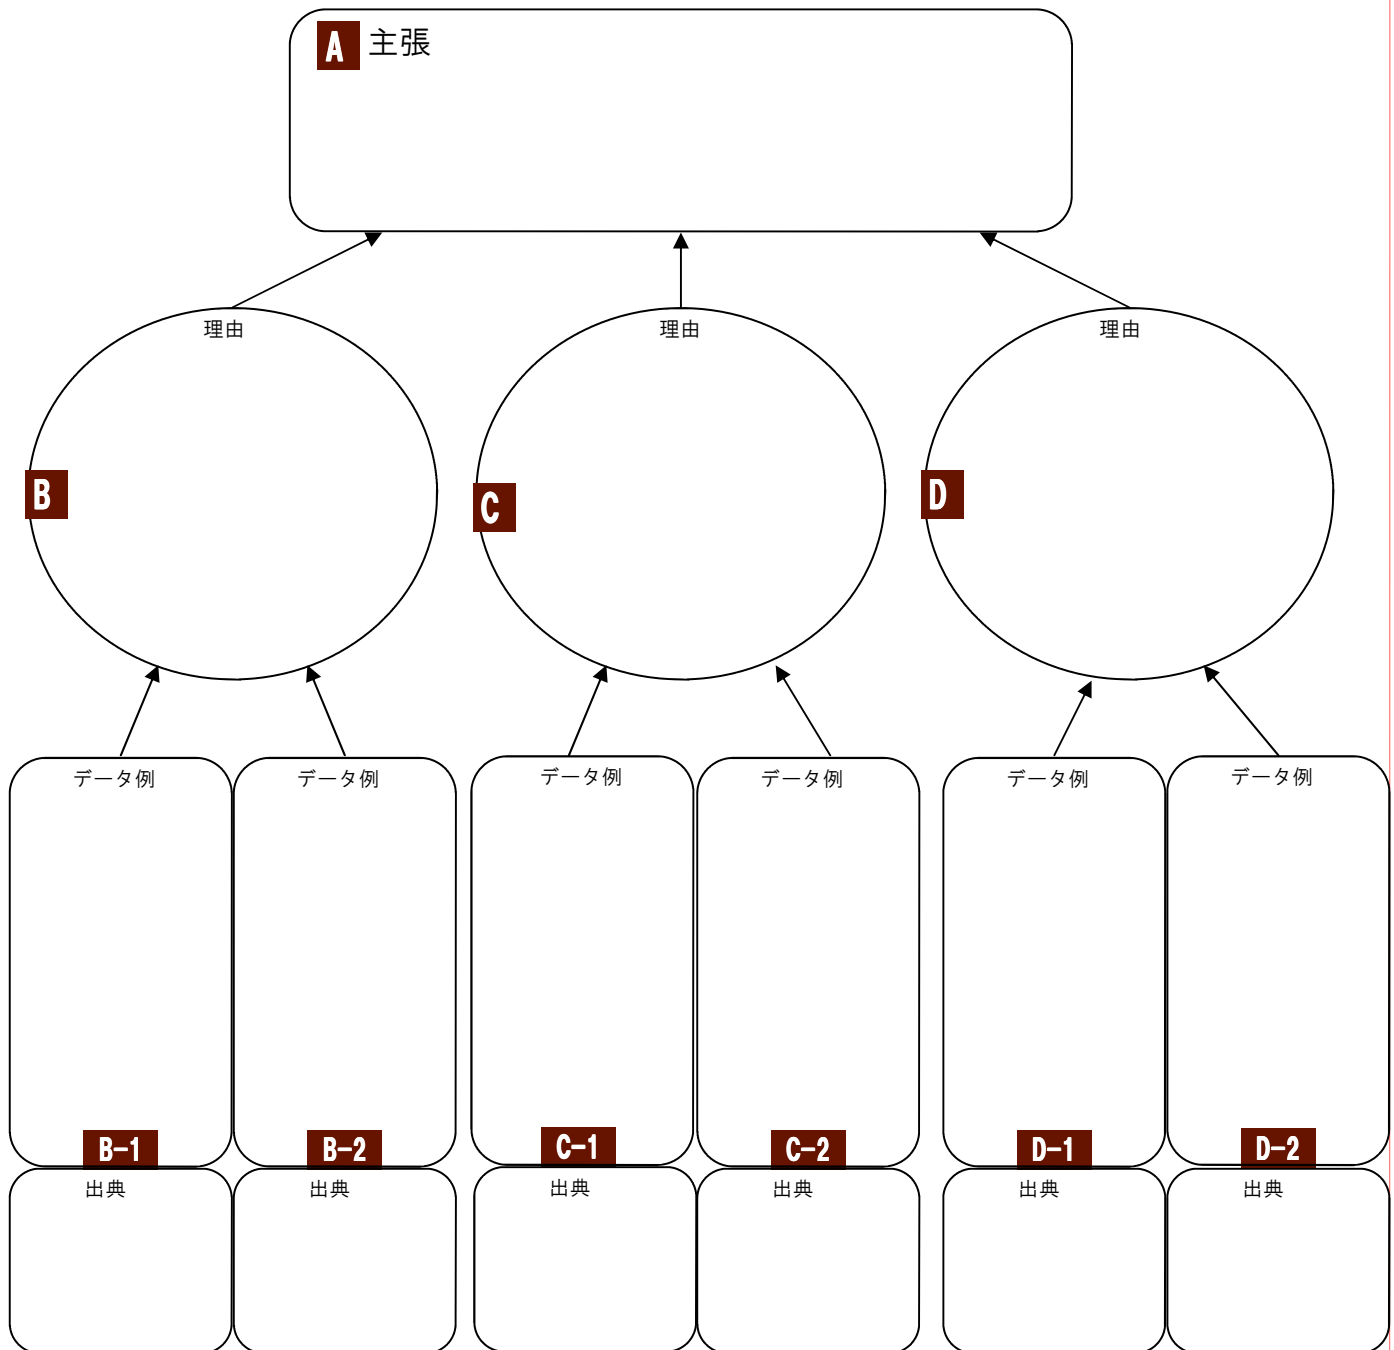 A 主張
理由
理由
理由
B
C
D
データ例
データ例
データ例
データ例
データ例
データ例
B-1
B-2
C-1
C-2
D-1
D-2
出典
出典
出典
出典
出典
出典